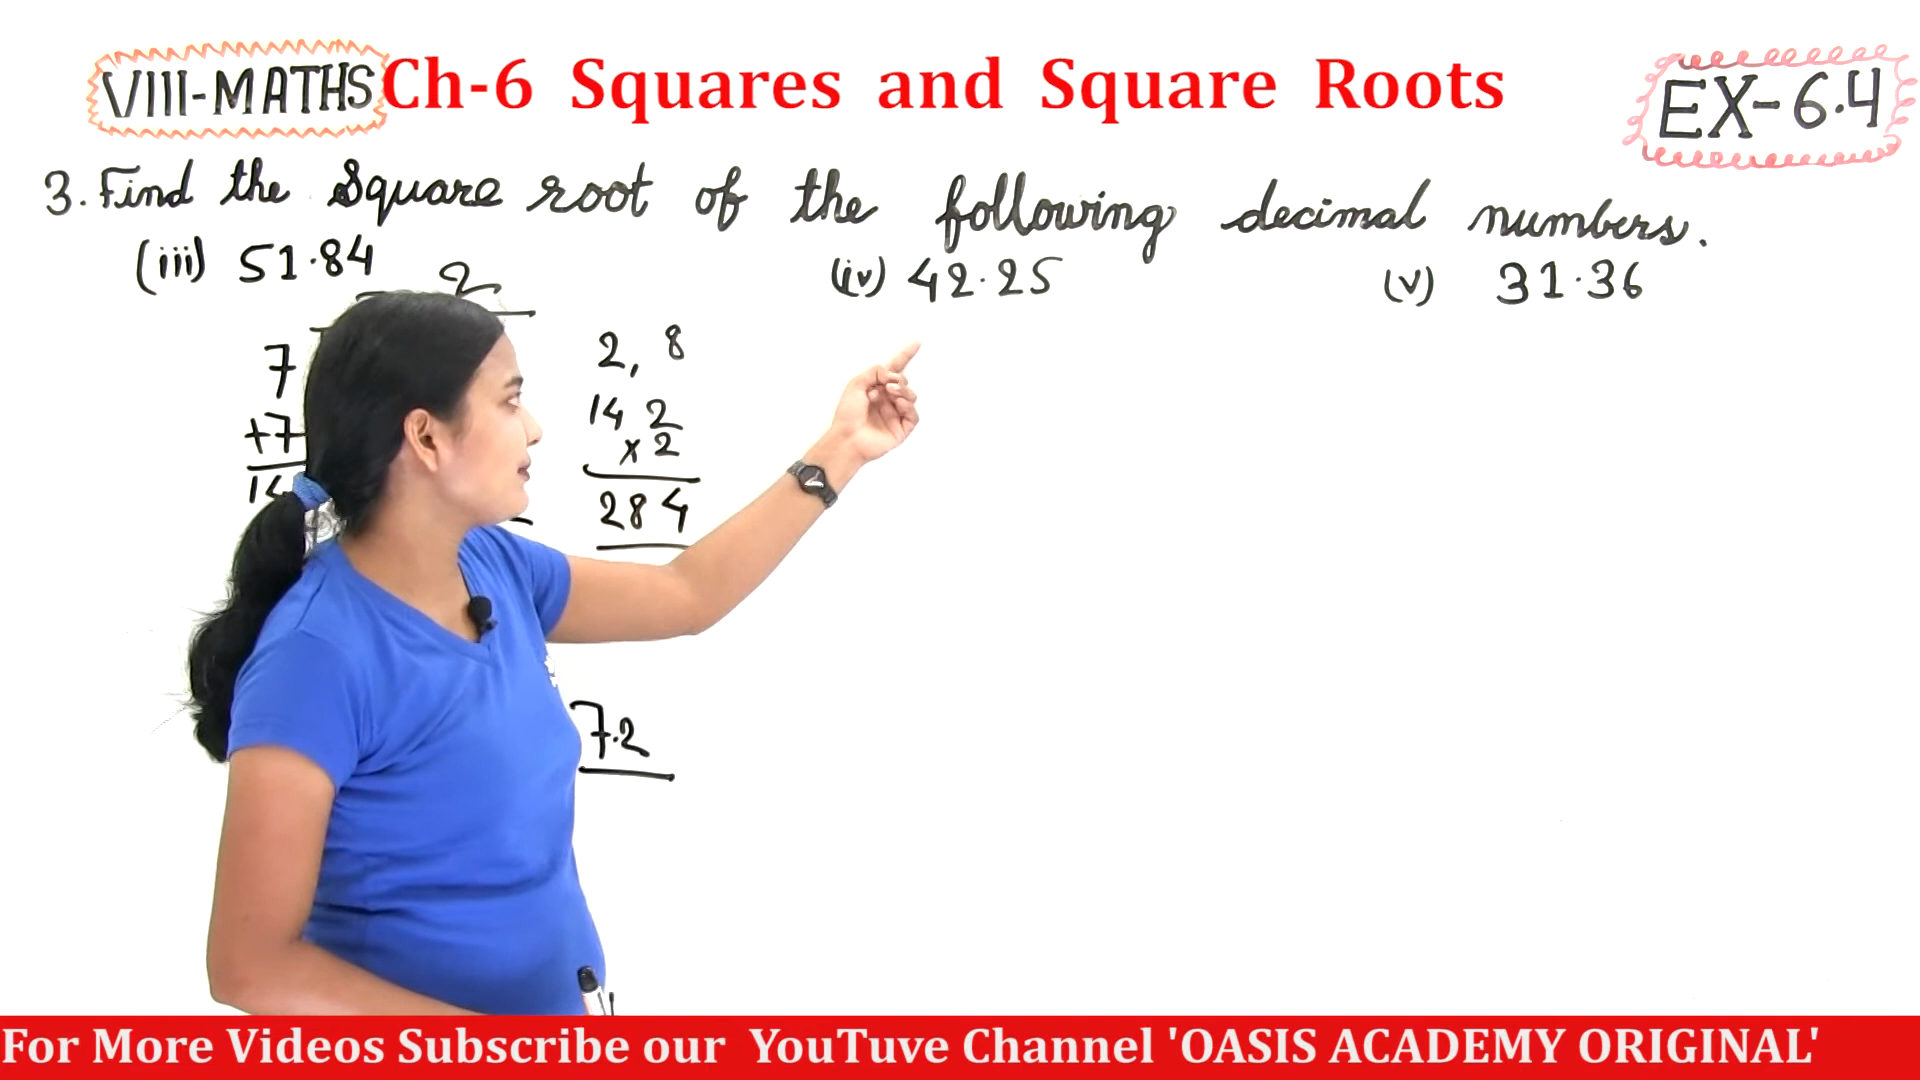 VIII-MATHS Ch-6 Squares and Square Roots EX-6.4
3. Find the Square root of the following decimal numbers.
(iii) 51.84 (iv) 42.25 (v) 31.36
2
7 2, 8
+7 14 2
× 2
14 284
7.2
For More Videos Subscribe our YouTuve Channel 'OASIS ACADEMY ORIGINAL'